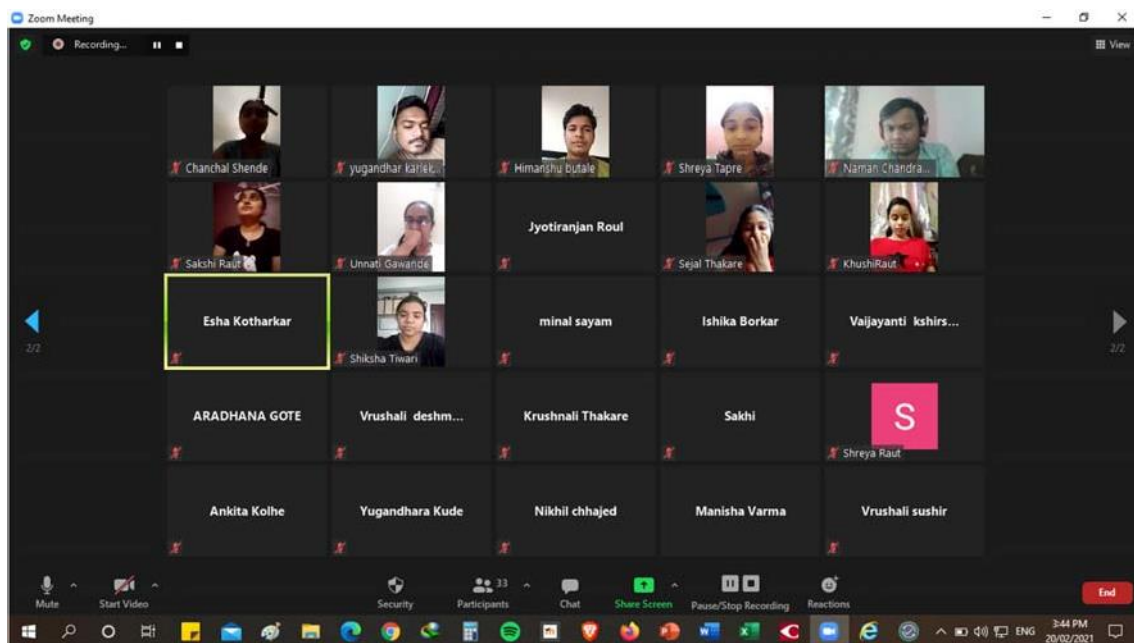 Zoom Meeting
Recording...
View
Chanchal Shende
yugandhar karlek...
Himanshu butale
Shreya Tapre
Naman Chandra...
Sakshi Raut
Unnati Gawande
Jyotiranjan Roul
Sejal Thakare
KhushiRaut
Esha Kotharkar
Shiksha Tiwari
minal sayam
Ishika Borkar
Vaijayanti kshirs...
2/2
2/2
ARADHANA GOTE
Vrushali deshm...
Krushnali Thakare
Sakhi
S
Shreya Raut
Ankita Kolhe
Yugandhara Kude
Nikhil chhajed
Manisha Varma
Vrushali sushir
Mute
Start Video
Security
Participants
33
Chat
Share Screen
Pause/Stop Recording
Reactions
End
ENG
3:44 PM
20/02/2021